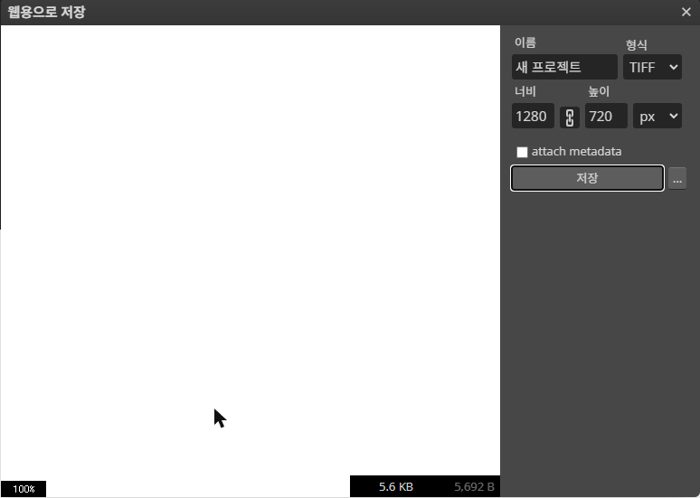 웹용으로 저장
이름 형식
새 프로젝트 TIFF
너비 높이
1280 720 px
attach metadata
저장 ...
100% 5.6 KB 5,692 B